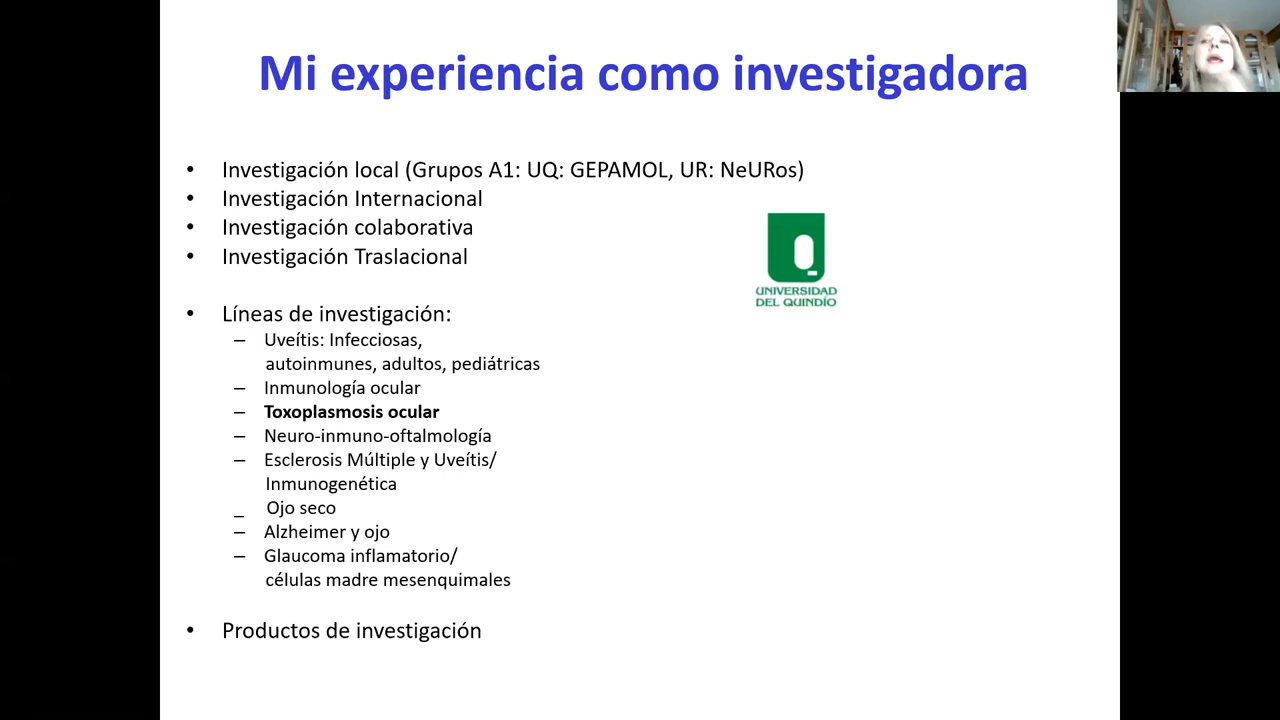 Mi experiencia como investigadora
• Investigación local (Grupos A1: UQ: GEPAMOL, UR: NeURos)
• Investigación Internacional
• Investigación colaborativa
• Investigación Traslacional
UNIVERSIDAD
DEL QUINDÍO
• Líneas de investigación:
– Uveítis: Infecciosas,
autoinmunes, adultos, pediátricas
– Inmunología ocular
– Toxoplasmosis ocular
– Neuro-inmuno-oftalmología
– Esclerosis Múltiple y Uveítis/
Inmunogenética
_ Ojo seco
– Alzheimer y ojo
– Glaucoma inflamatorio/
células madre mesenquimales
• Productos de investigación